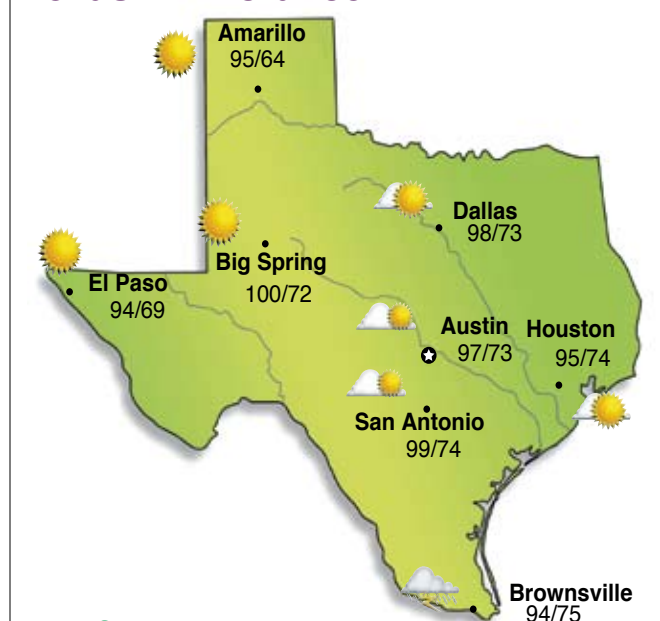 Amarillo
95/64
Dallas
98/73
Big Spring
100/72
El Paso
94/69
Austin
97/73
Houston
95/74
San Antonio
99/74
Brownsville
94/75